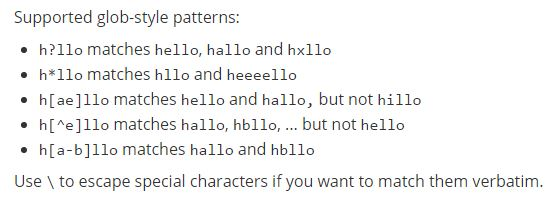 Supported glob-style patterns:
• h?llo matches hello, hallo and hxllo
• h*llo matches hllo and heeeello
• h[ae]llo matches hello and hallo, but not hillo
• h[^e]llo matches hallo, hbllo, ... but not hello
• h[a-b]llo matches hallo and hbllo
Use \ to escape special characters if you want to match them verbatim.